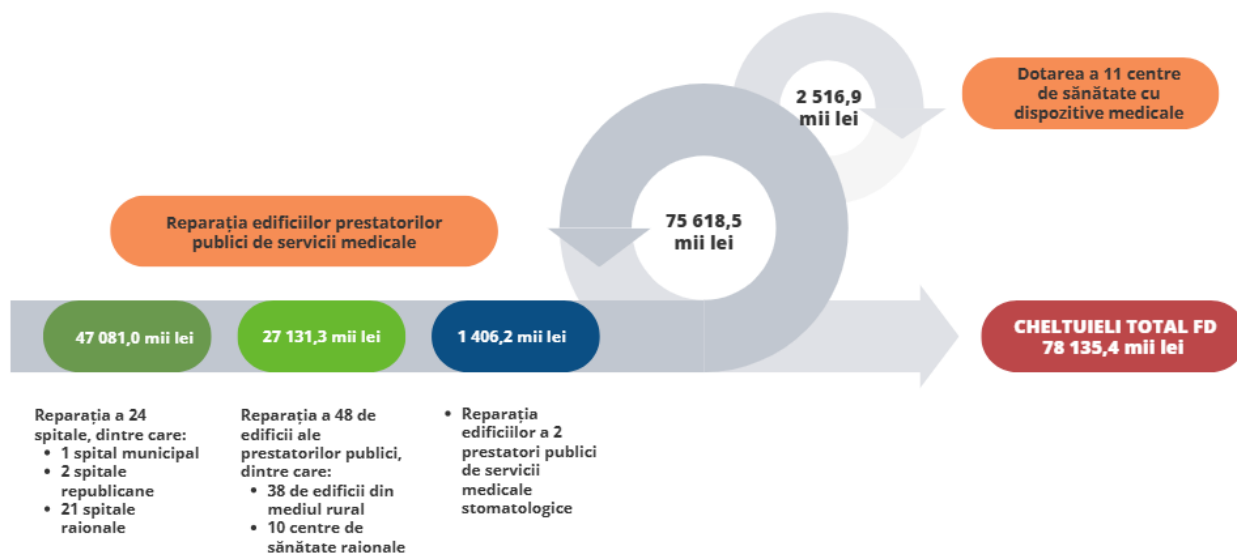 2 516,9
mii lei
Dotarea a 11 centre
de sănătate cu
dispozitive medicale
75 618,5
mii lei
Reparația edificiilor prestatorilor
publici de servicii medicale
47 081,0 mii lei
27 131,3 mii lei
1 406,2 mii lei
CHELTUIELI TOTAL FD
78 135,4 mii lei
Reparația a 24
spitale, dintre care:
• 1 spital municipal
• 2 spitale
republicane
• 21 spitale
raionale
Reparația a 48 de
edificii ale
prestatorilor publici,
dintre care:
• 38 de edificii din
mediul rural
• 10 centre de
sănătate raionale
• Reparația
edificiilor a 2
prestatori publici
de servicii
medicale
stomatologice